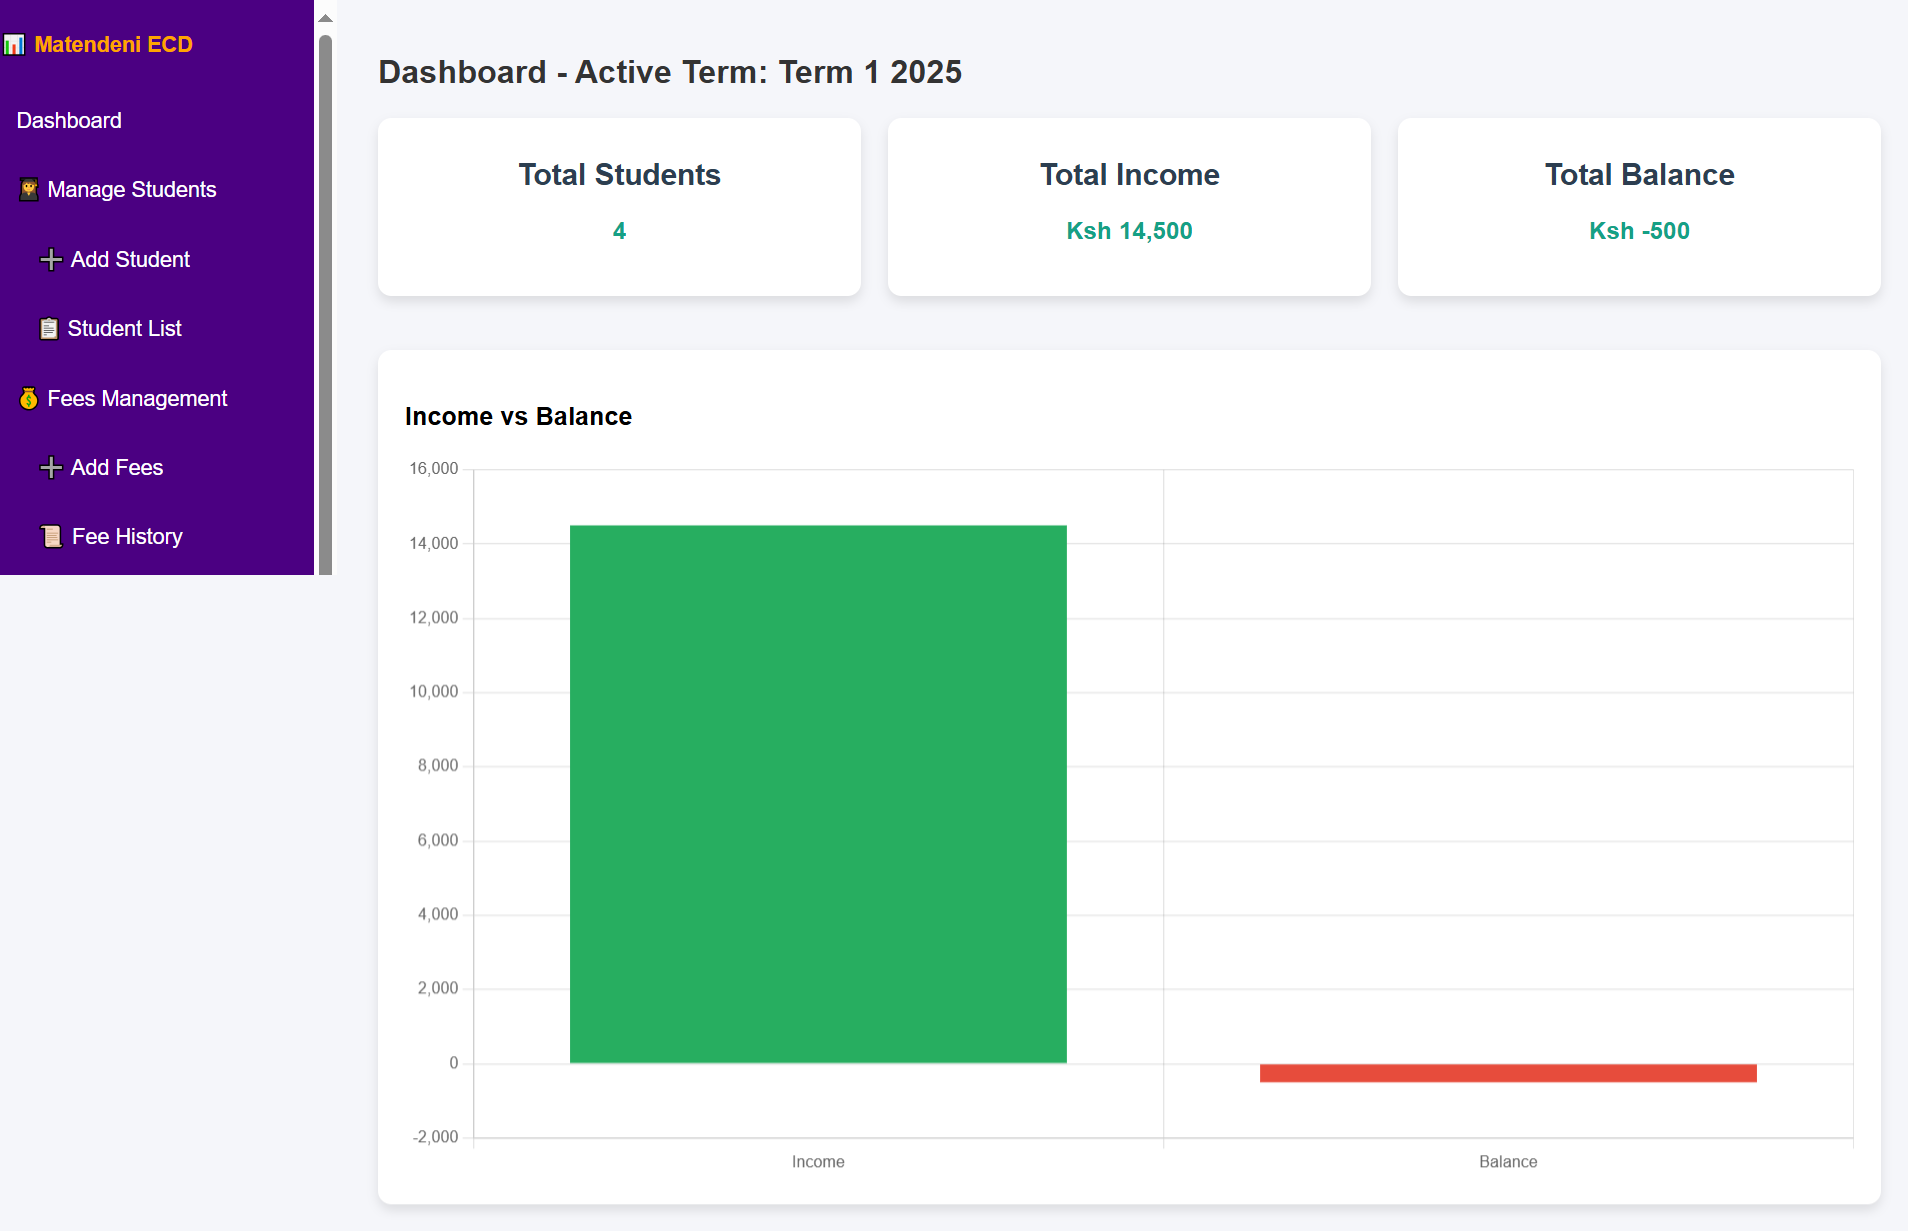 📊 Matendeni ECD
Dashboard
👩‍🎓 Manage Students
➕ Add Student
📋 Student List
💰 Fees Management
➕ Add Fees
📜 Fee History
Dashboard - Active Term: Term 1 2025
Total Students
4
Total Income
Ksh 14,500
Total Balance
Ksh -500
Income vs Balance
16,000
14,000
12,000
10,000
8,000
6,000
4,000
2,000
0
-2,000
Income
Balance